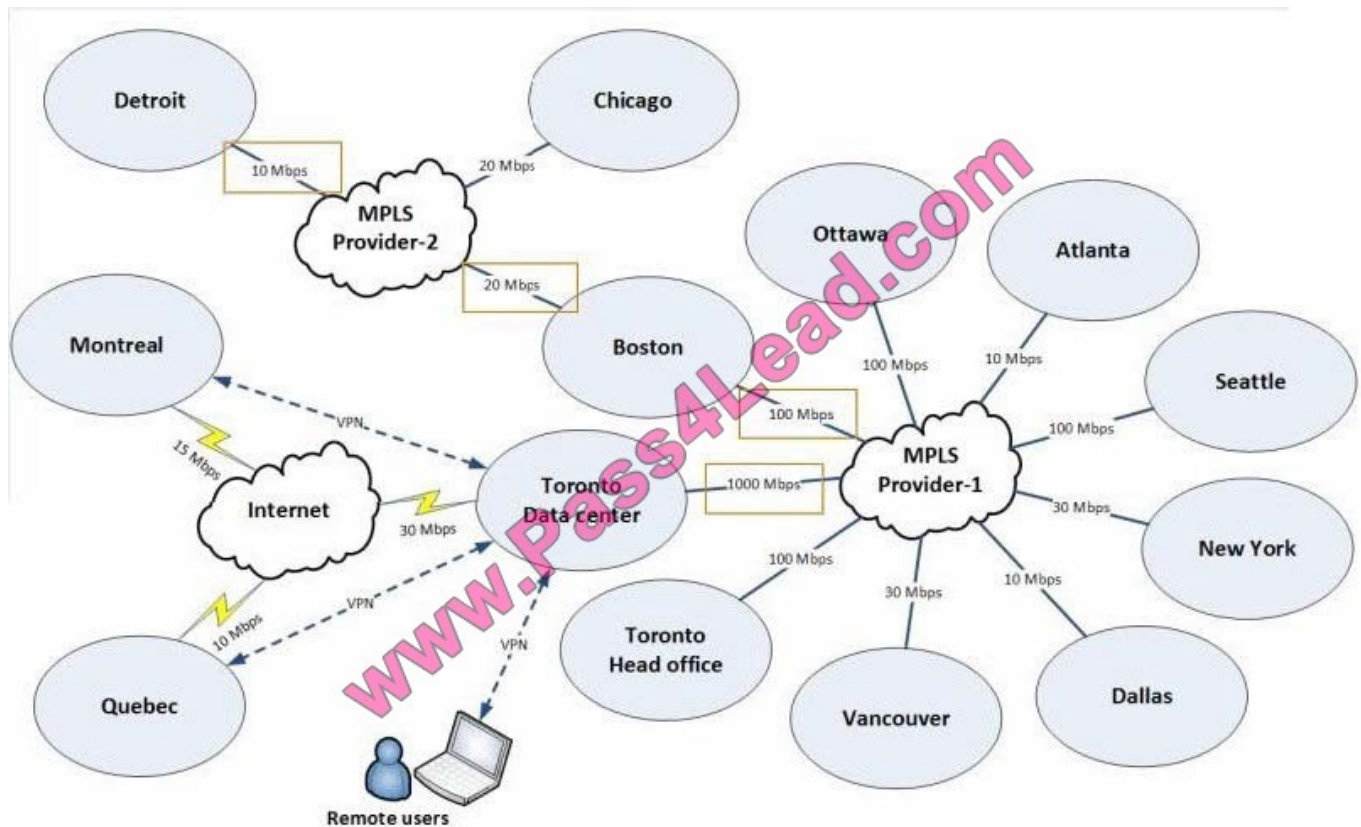 Detroit
Chicago
10 Mbps
20 Mbps
MPLS
Provider-2
Ottawa
Atlanta
20 Mbps
Montreal
Boston
100 Mbps
10 Mbps
Seattle
VPN
100 Mbps
100 Mbps
15 Mbps
MPLS
Provider-1
Toronto
Data center
1000 Mbps
Internet
30 Mbps
30 Mbps
New York
100 Mbps
10 Mbps
30 Mbps
VPN
10 Mbps
VPN
Toronto
Head office
Quebec
Vancouver
Dallas
Remote users
www.Pass4Lead.com